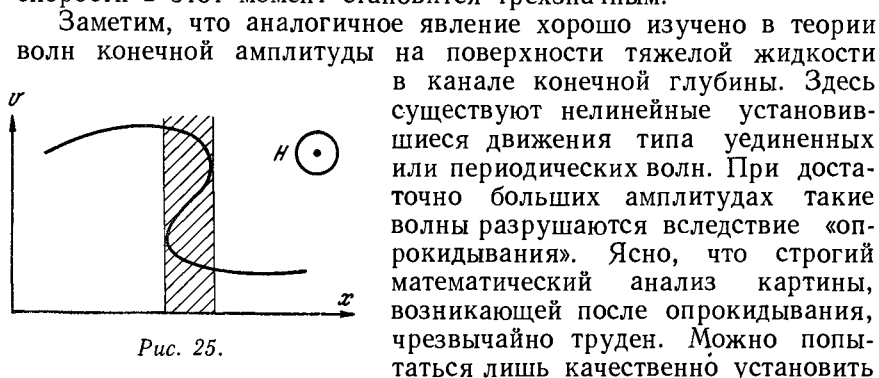 скорости в этот момент становится трехзначным.
Заметим, что аналогичное явление хорошо изучено в теории
волн конечной амплитуды на поверхности тяжелой жидкости
в канале конечной глубины. Здесь
существуют нелинейные установив-
шиеся движения типа уединенных
или периодических волн. При доста-
точно больших амплитудах такие
волны разрушаются вследствие «оп-
рокидывания». Ясно, что строгий
математический анализ картины,
возникающей после опрокидывания,
чрезвычайно труден. Можно попы-
таться лишь качественно установить
v
H
x
Рис. 25.